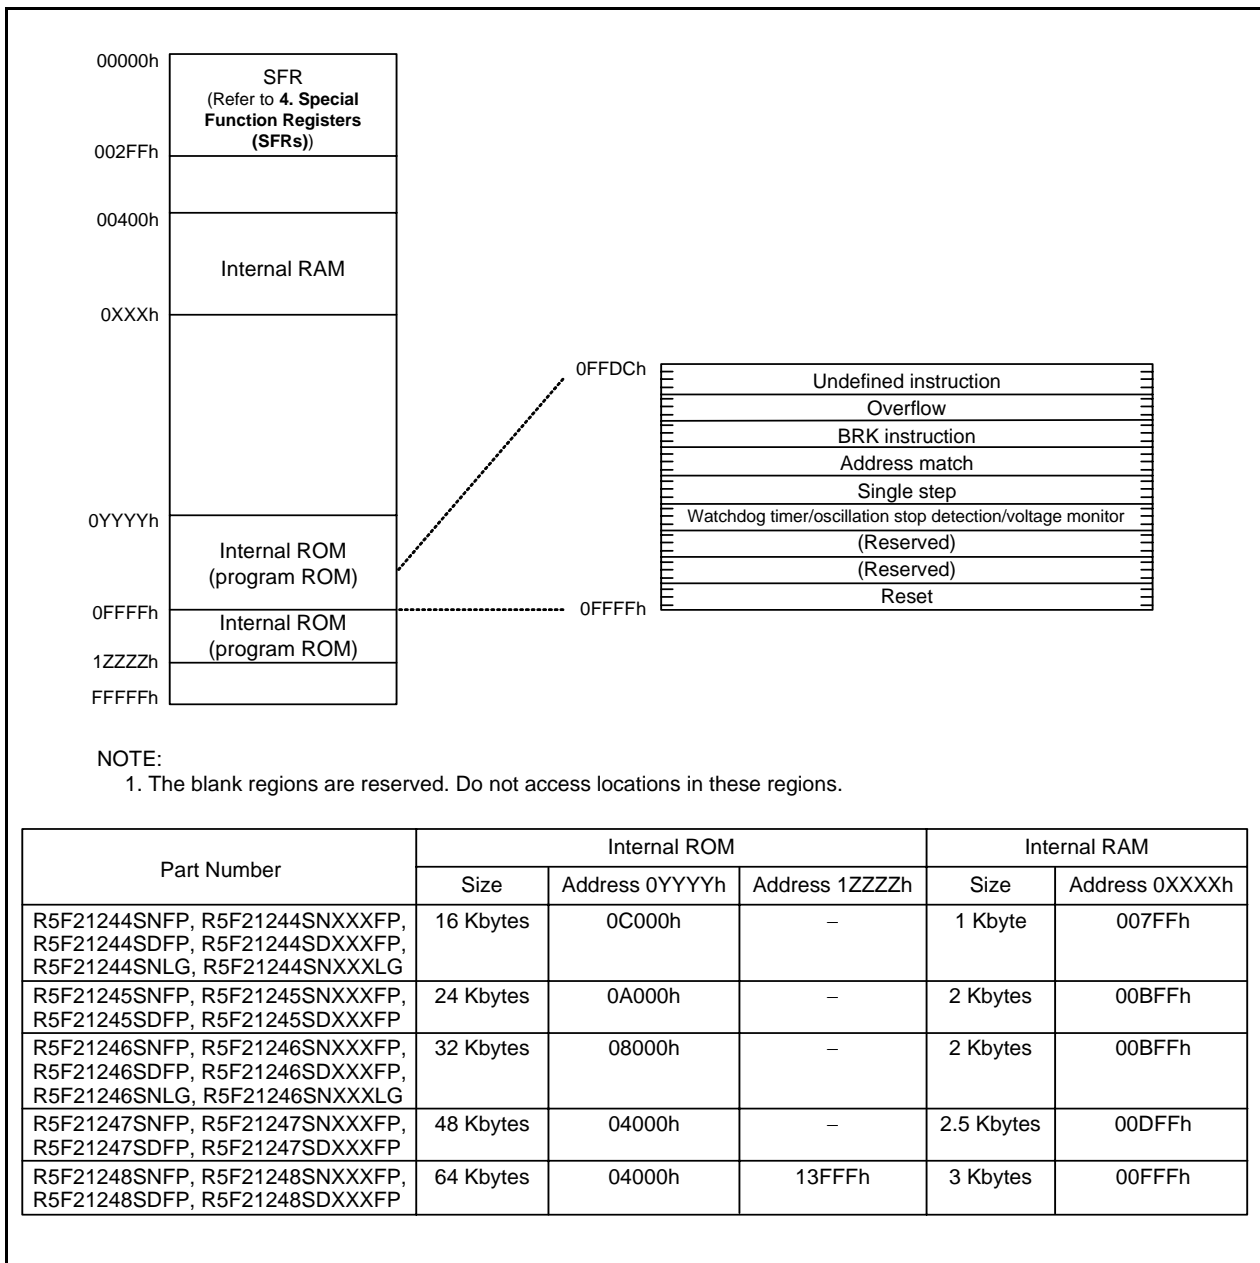 00000h
SFR
(Refer to 4. Special
Function Registers
(SFRs))
002FFh
00400h
Internal RAM
0XXXh
0YYYYh
Internal ROM
(program ROM)
0FFFFh
Internal ROM
(program ROM)
1ZZZZh
FFFFFh
0FFDCh
Undefined instruction
Overflow
BRK instruction
Address match
Single step
Watchdog timer/oscillation stop detection/voltage monitor
(Reserved)
(Reserved)
Reset
0FFFFh
NOTE:
1. The blank regions are reserved. Do not access locations in these regions.
Part Number Internal ROM Internal RAM
Size Address 0YYYYh Address 1ZZZZh Size Address 0XXXXh
R5F21244SNFP, R5F21244SNXXXFP, 16 Kbytes 0C000h − 1 Kbyte 007FFh
R5F21244SDFP, R5F21244SDXXXFP,
R5F21244SNLG, R5F21244SNXXXLG
R5F21245SNFP, R5F21245SNXXXFP, 24 Kbytes 0A000h − 2 Kbytes 00BFFh
R5F21245SDFP, R5F21245SDXXXFP
R5F21246SNFP, R5F21246SNXXXFP, 32 Kbytes 08000h − 2 Kbytes 00BFFh
R5F21246SDFP, R5F21246SDXXXFP,
R5F21246SNLG, R5F21246SNXXXLG
R5F21247SNFP, R5F21247SNXXXFP, 48 Kbytes 04000h − 2.5 Kbytes 00DFFh
R5F21247SDFP, R5F21247SDXXXFP
R5F21248SNFP, R5F21248SNXXXFP, 64 Kbytes 04000h 13FFFh 3 Kbytes 00FFFh
R5F21248SDFP, R5F21248SDXXXFP